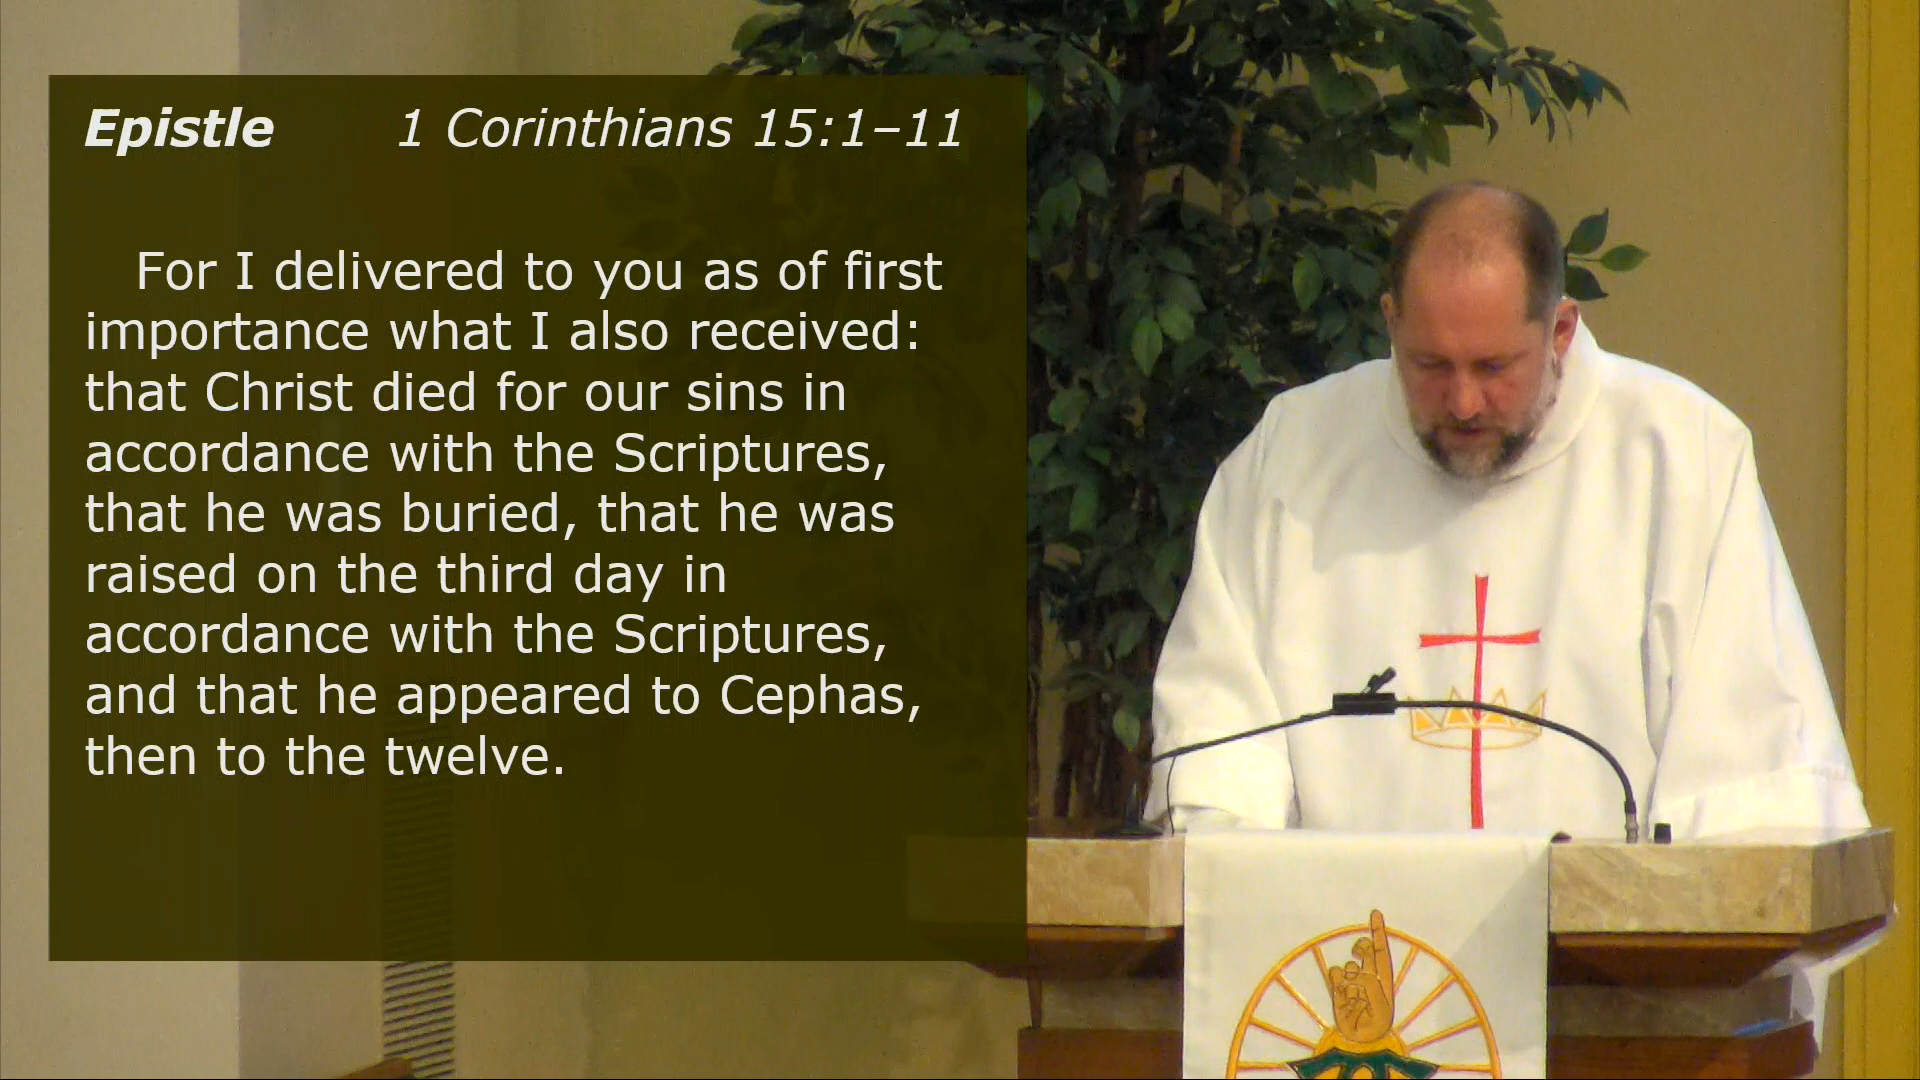 Epistle 1 Corinthians 15:1–11
For I delivered to you as of first
importance what I also received:
that Christ died for our sins in
accordance with the Scriptures,
that he was buried, that he was
raised on the third day in
accordance with the Scriptures,
and that he appeared to Cephas,
then to the twelve.